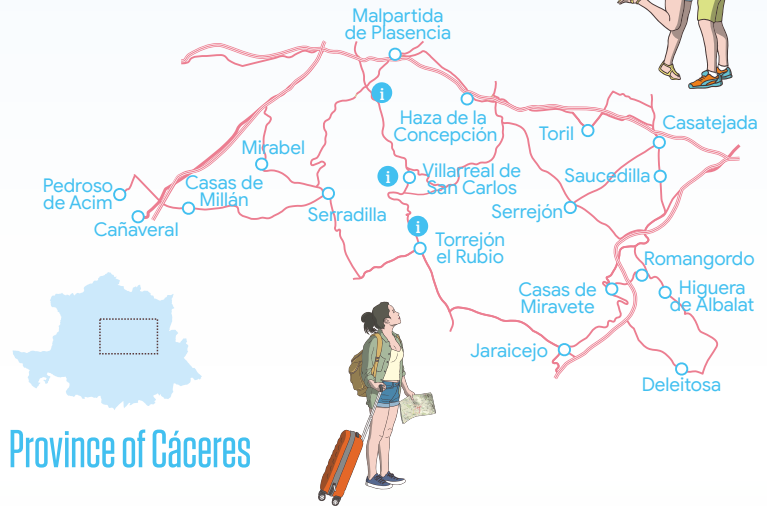 Malpartida
de Plasencia
i
Haza de la
Concepción
Toril
Casatejada
Mirabel
i
Villarreal de
San Carlos
Saucedilla
Pedroso
de Acim
Casas de
Millán
Serradilla
Serrejón
Cañaveral
i
Torrejón
el Rubio
Romangordo
Casas de
Miravete
Higuera
de Albalat
Jaraicejo
Deleitosa
Province of Cáceres